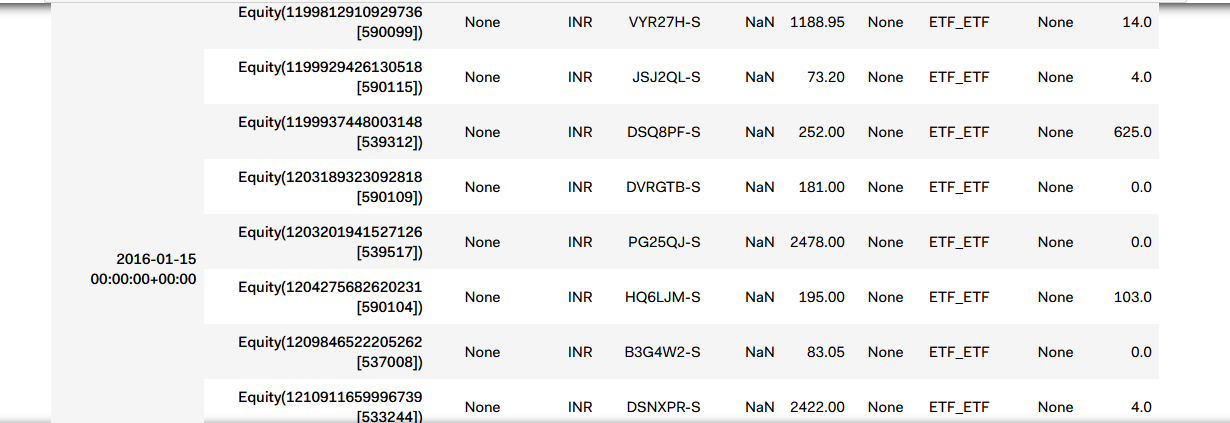 Equity(1199812910929736 None INR VYR27H-S NaN 1188.95 None ETF_ETF None 14.0
[590099])
Equity(1199929426130518 None INR JSJ2QL-S NaN 73.20 None ETF_ETF None 4.0
[590115])
Equity(1199937448003148 None INR DSQ8PF-S NaN 252.00 None ETF_ETF None 625.0
[539312])
Equity(1203189323092818 None INR DVRGTB-S NaN 181.00 None ETF_ETF None 0.0
[590109])
Equity(1203201941527126 None INR PG25QJ-S NaN 2478.00 None ETF_ETF None 0.0
[539517])
2016-01-15
00:00:00+00:00
Equity(1204275682620231 None INR HQ6LJM-S NaN 195.00 None ETF_ETF None 103.0
[590104])
Equity(1209846522205262 None INR B3G4W2-S NaN 83.05 None ETF_ETF None 0.0
[537008])
Equity(1210911659996739 None INR DSNXPR-S NaN 2422.00 None ETF_ETF None 4.0
[533244])